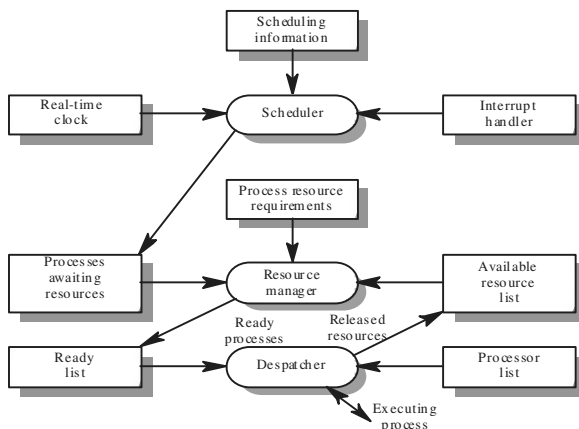 Scheduling
information
Real-time
clock
Scheduler
Interrupt
handler
Process resource
requirements
Processes
awaiting
resources
Resource
manager
Available
resource
list
Ready
processes
Released
resources
Ready
list
Despatcher
Processor
list
Executing
process